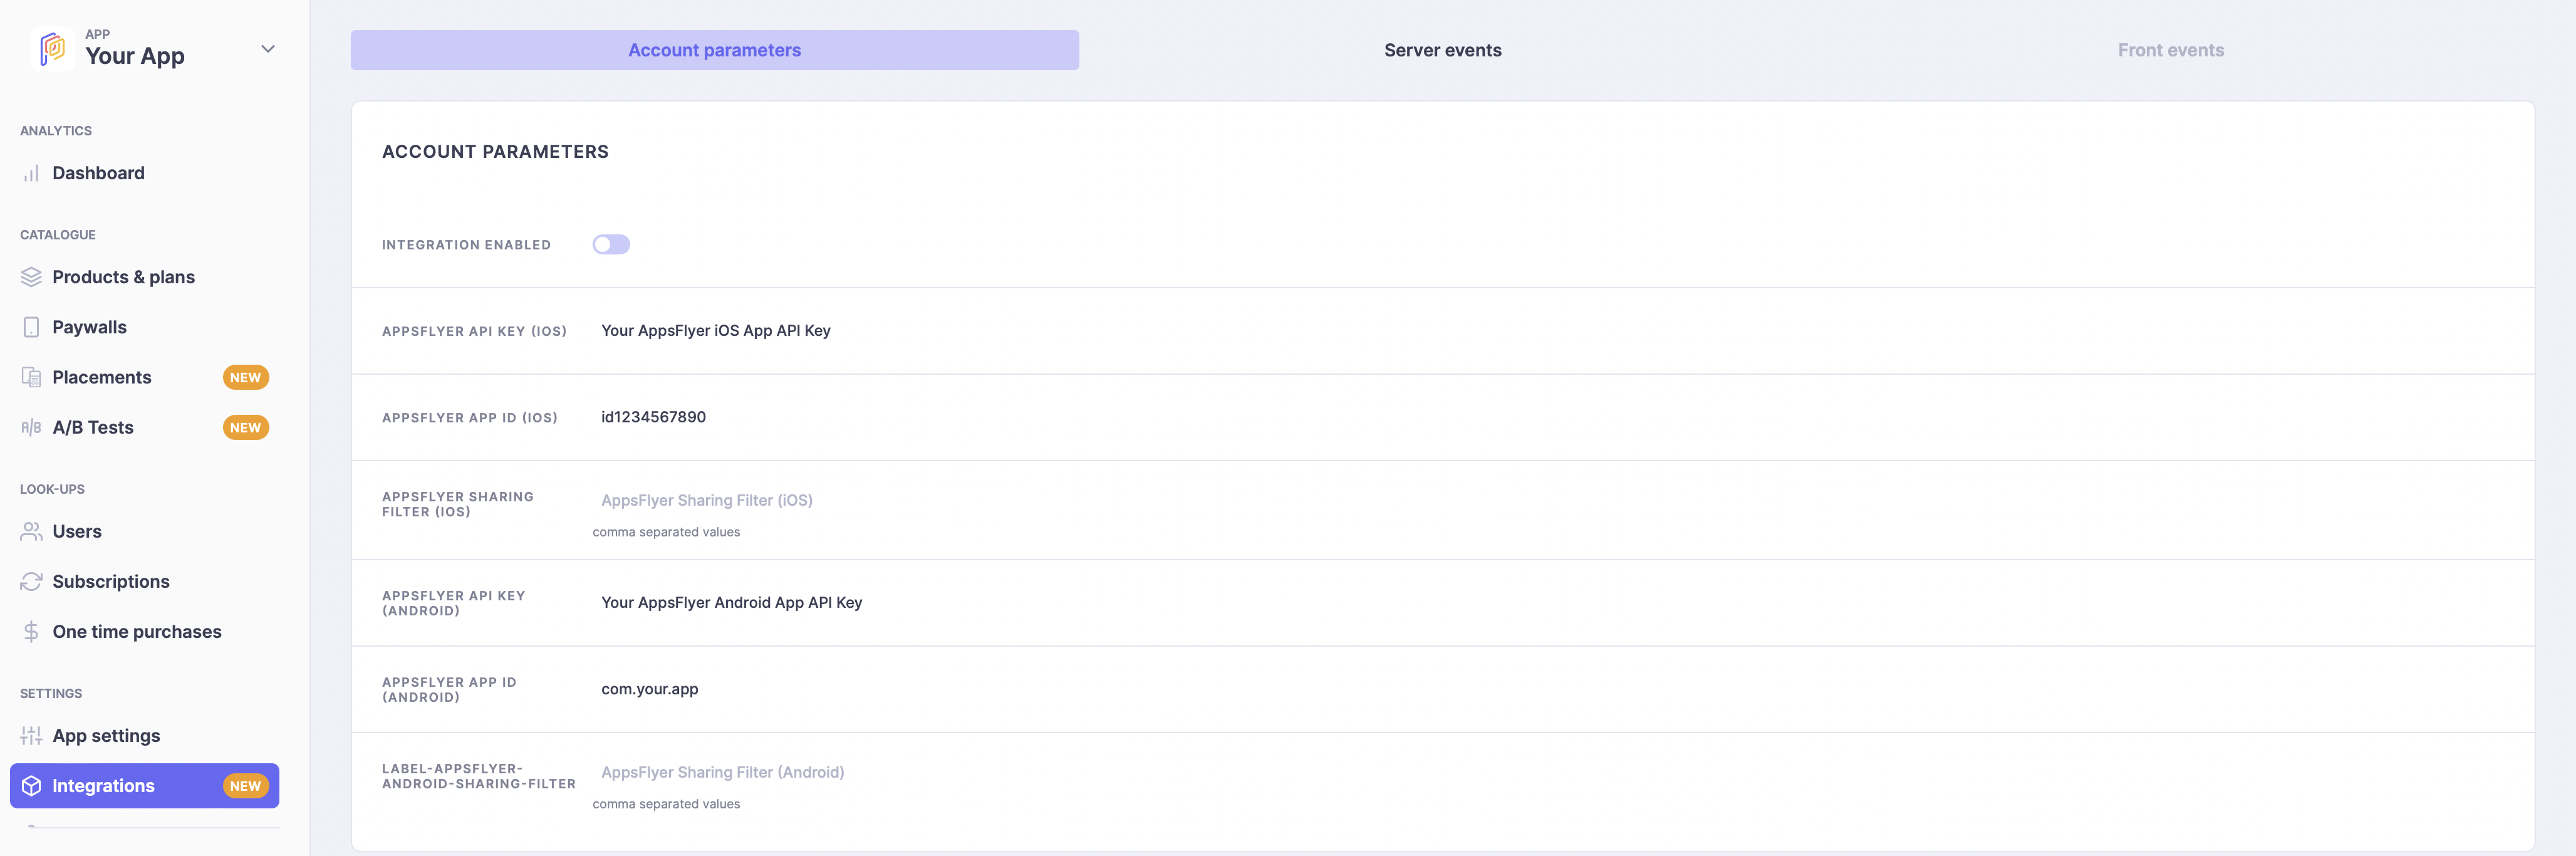 APP
Your App
ANALYTICS
Dashboard
CATALOGUE
Products & plans
Paywalls
Placements NEW
A/B Tests NEW
LOOK-UPS
Users
Subscriptions
One time purchases
SETTINGS
App settings
Integrations NEW
Account parameters Server events Front events
ACCOUNT PARAMETERS
INTEGRATION ENABLED
APPSFLYER API KEY (IOS) Your AppsFlyer iOS App API Key
APPSFLYER APP ID (IOS) id1234567890
APPSFLYER SHARING
FILTER (IOS)
AppsFlyer Sharing Filter (iOS)
comma separated values
APPSFLYER API KEY
(ANDROID)
Your AppsFlyer Android App API Key
APPSFLYER APP ID
(ANDROID)
com.your.app
LABEL-APPSFLYER-
ANDROID-SHARING-FILTER
AppsFlyer Sharing Filter (Android)
comma separated values